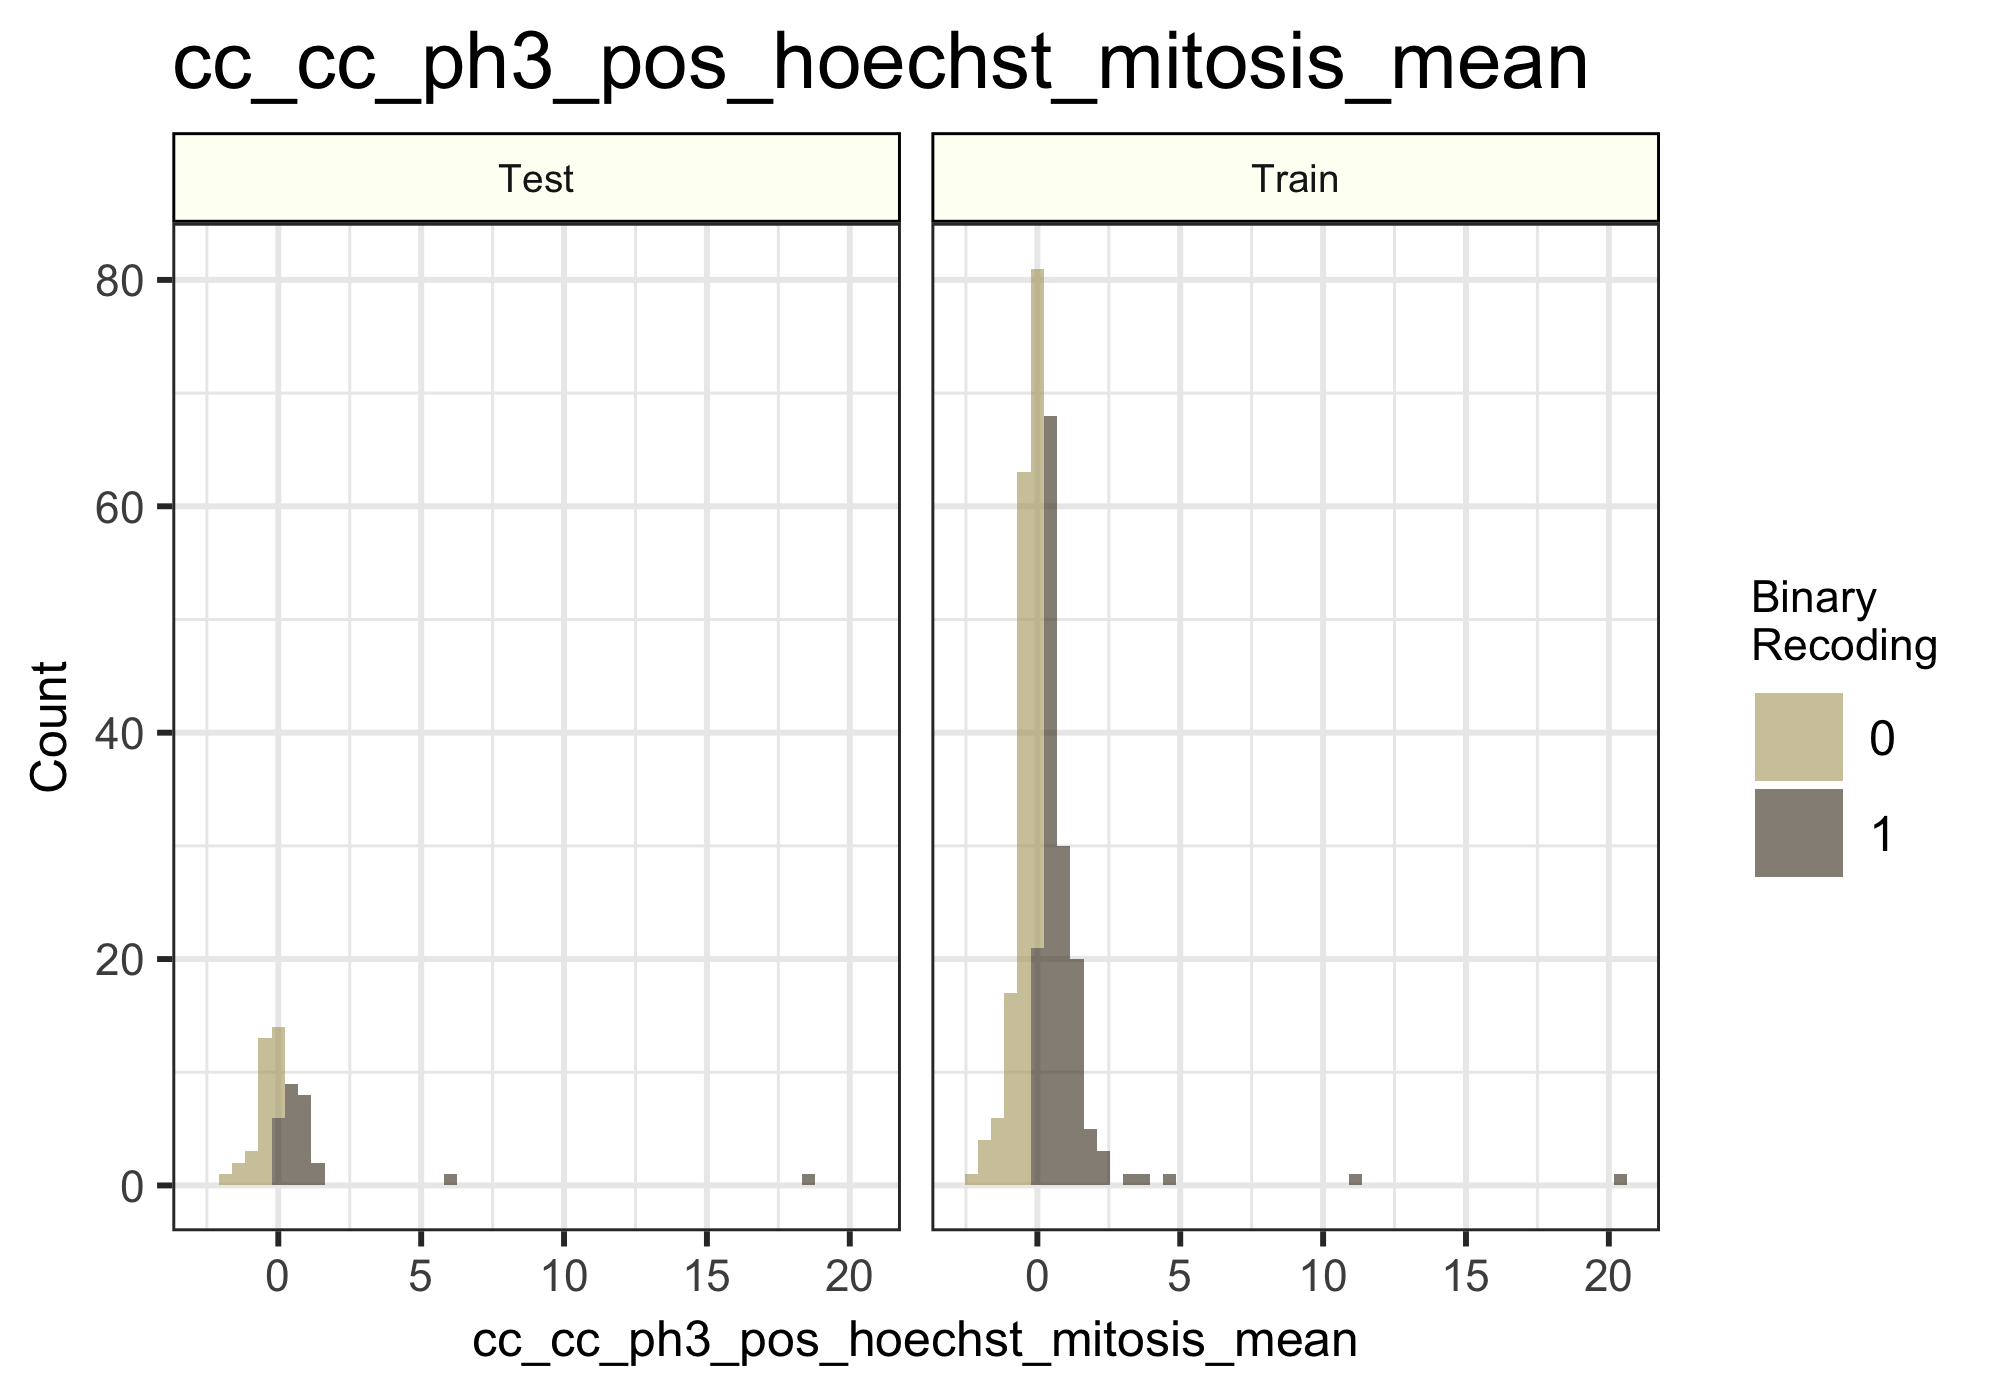 cc_cc_ph3_pos_hoechst_mitosis_mean
Test
Train
80
60
40
20
0
Count
0 5 10 15 20
0 5 10 15 20
cc_cc_ph3_pos_hoechst_mitosis_mean
Binary
Recoding
0
1